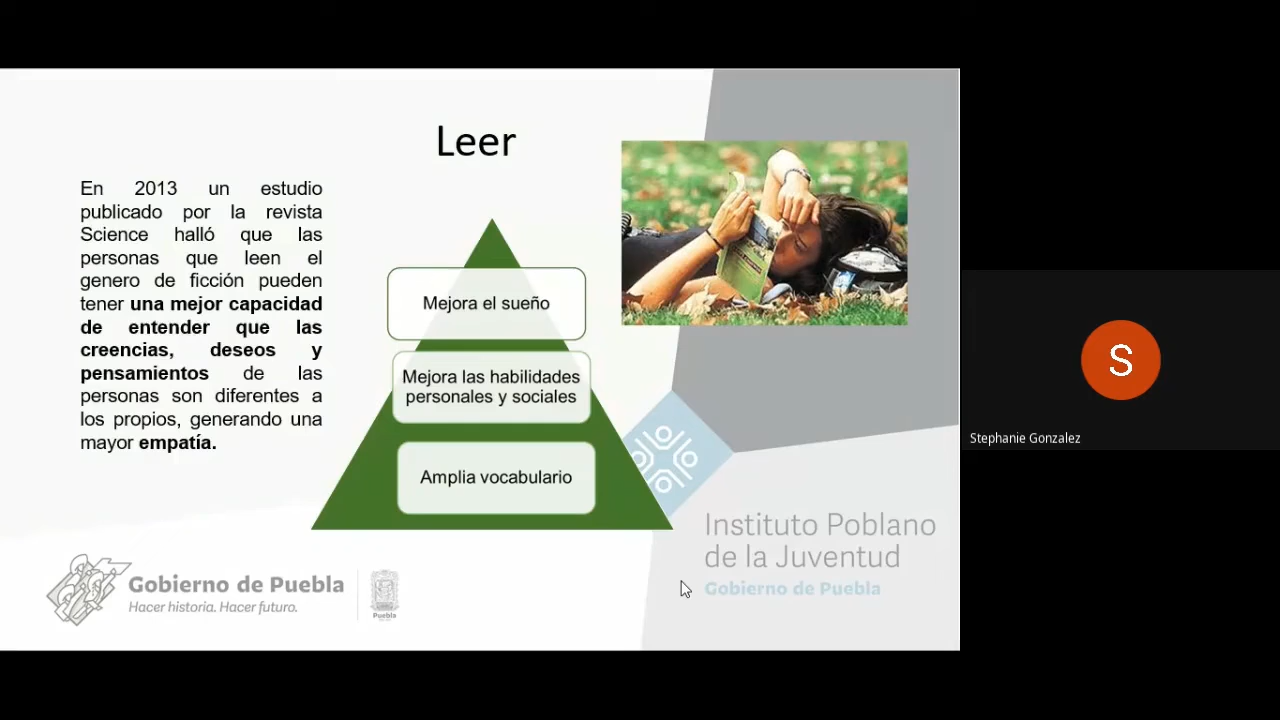 Leer
En 2013 un estudio
publicado por la revista
Science halló que las
personas que leen el
genero de ficción pueden
tener una mejor capacidad
de entender que las
creencias, deseos y
pensamientos de las
personas son diferentes a
los propios, generando una
mayor empatía.
Mejora el sueño
Mejora las habilidades
personales y sociales
Amplia vocabulario
Instituto Poblano
de la Juventud
Gobierno de Puebla
Gobierno de Puebla
Hacer historia. Hacer futuro.
Puebla
S
Stephanie Gonzalez